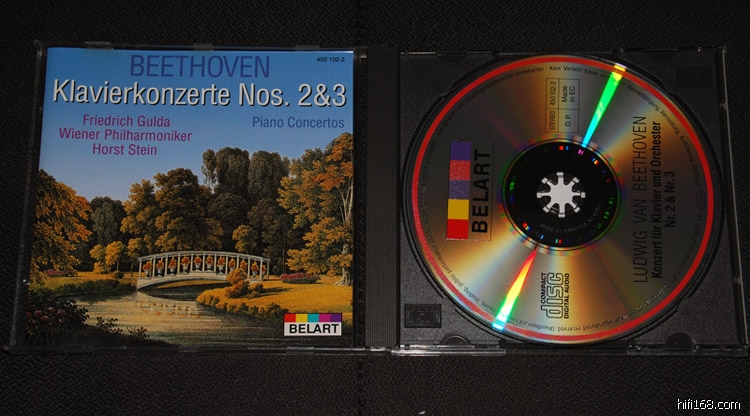 BEETHOVEN
450 102-2
Klavierkonzerte Nos. 2&3
Friedrich Gulda
Piano Concertos
Wiener Philharmoniker
Horst Stein
BELART
BELART
STEREO
450 102-2
D.P.
Made
in EC
COMPACT
disc
DIGITAL AUDIO
LUDWIG VAN BEETHOVEN
Konzert für Klavier und Orchester
Nr. 2 & Nr. 3
hifi168.com